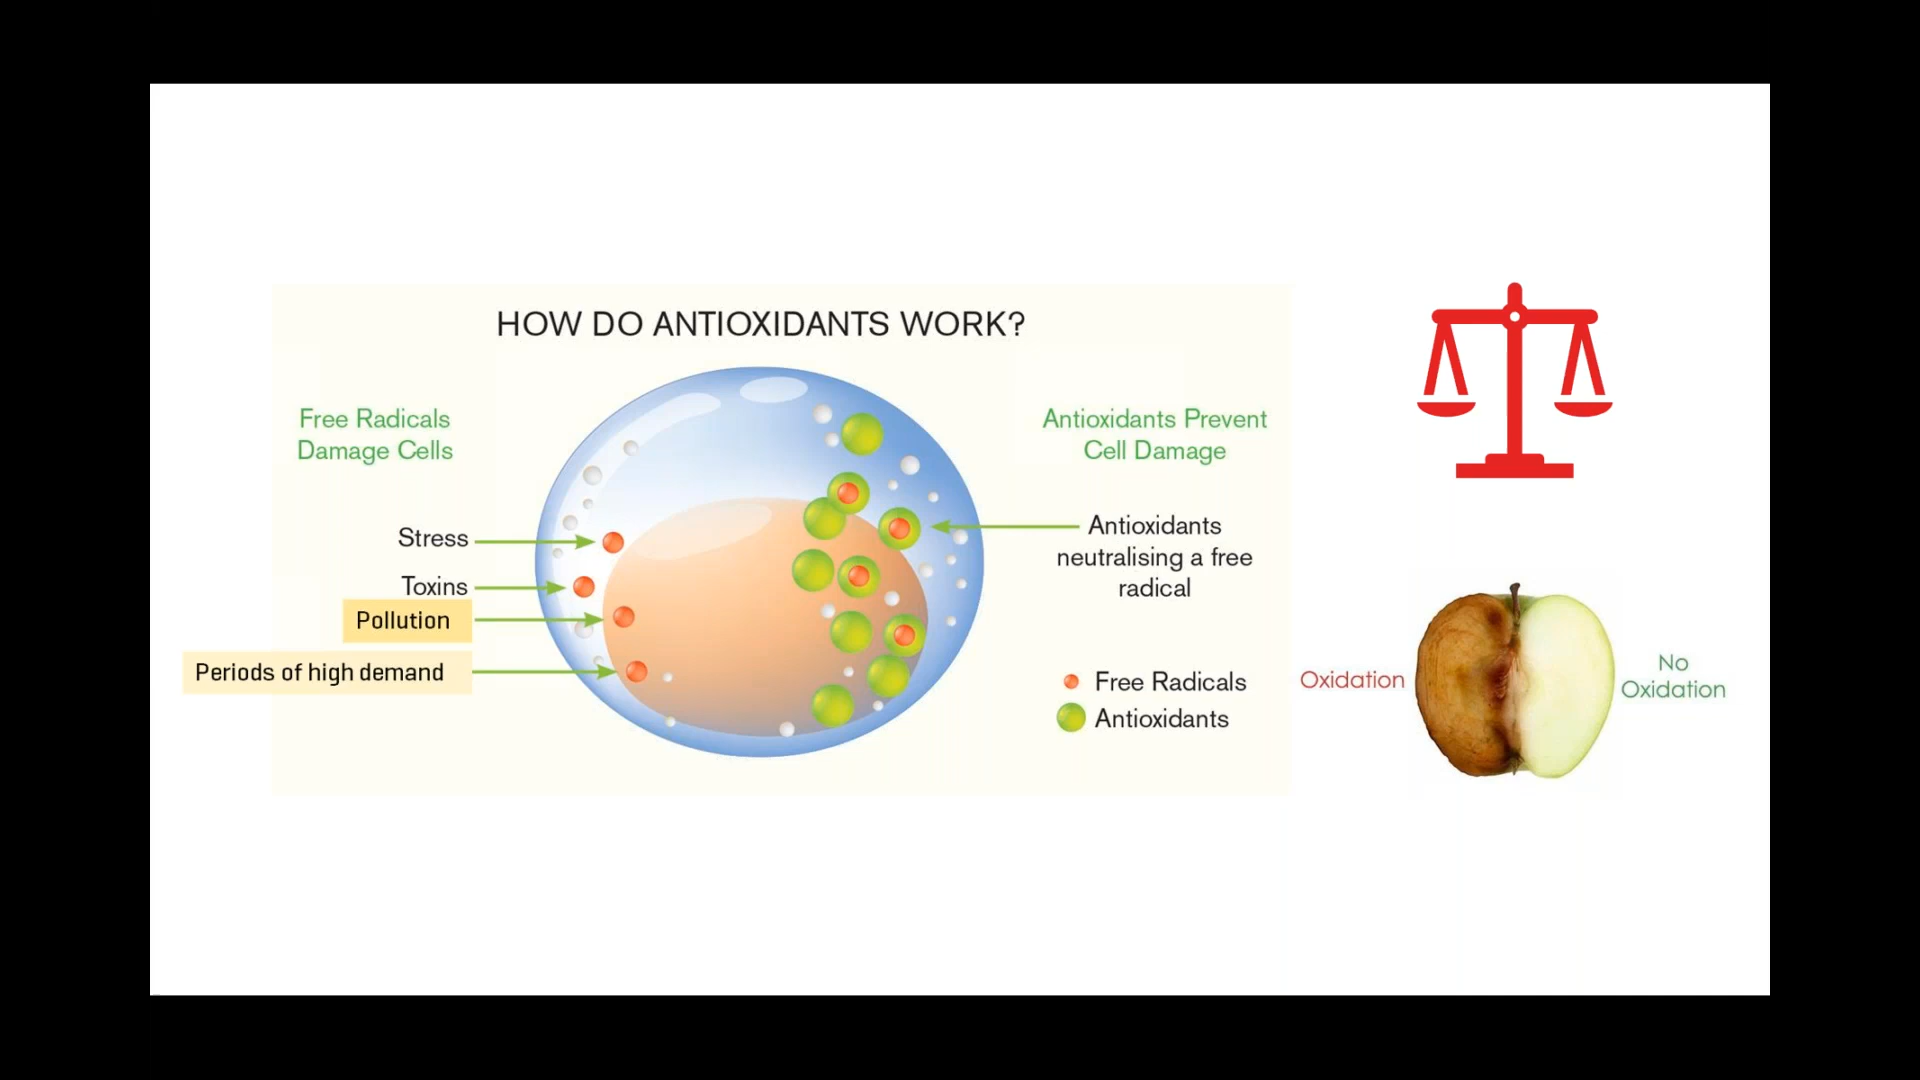 HOW DO ANTIOXIDANTS WORK?
Free Radicals
Damage Cells
Stress
Toxins
Pollution
Periods of high demand
Antioxidants Prevent
Cell Damage
Antioxidants
neutralising a free
radical
Free Radicals
Antioxidants
Oxidation
No
Oxidation